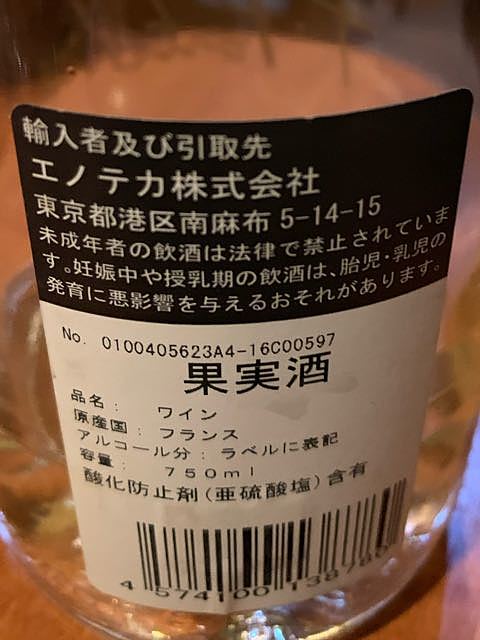 輸入者及び引取先
エノテカ株式会社
東京都港区南麻布 5-14-15
未成年者の飲酒は法律で禁止されていま
す。妊娠中や授乳期の飲酒は、胎児・乳児の
発育に悪影響を与えるおそれがあります。
No. 0100405623A4-16C00597
果実酒
品名: ワイン
原産国: フランス
アルコール分: ラベルに表記
容量: 750ml
酸化防止剤(亜硫酸塩)含有
4 574100 138780